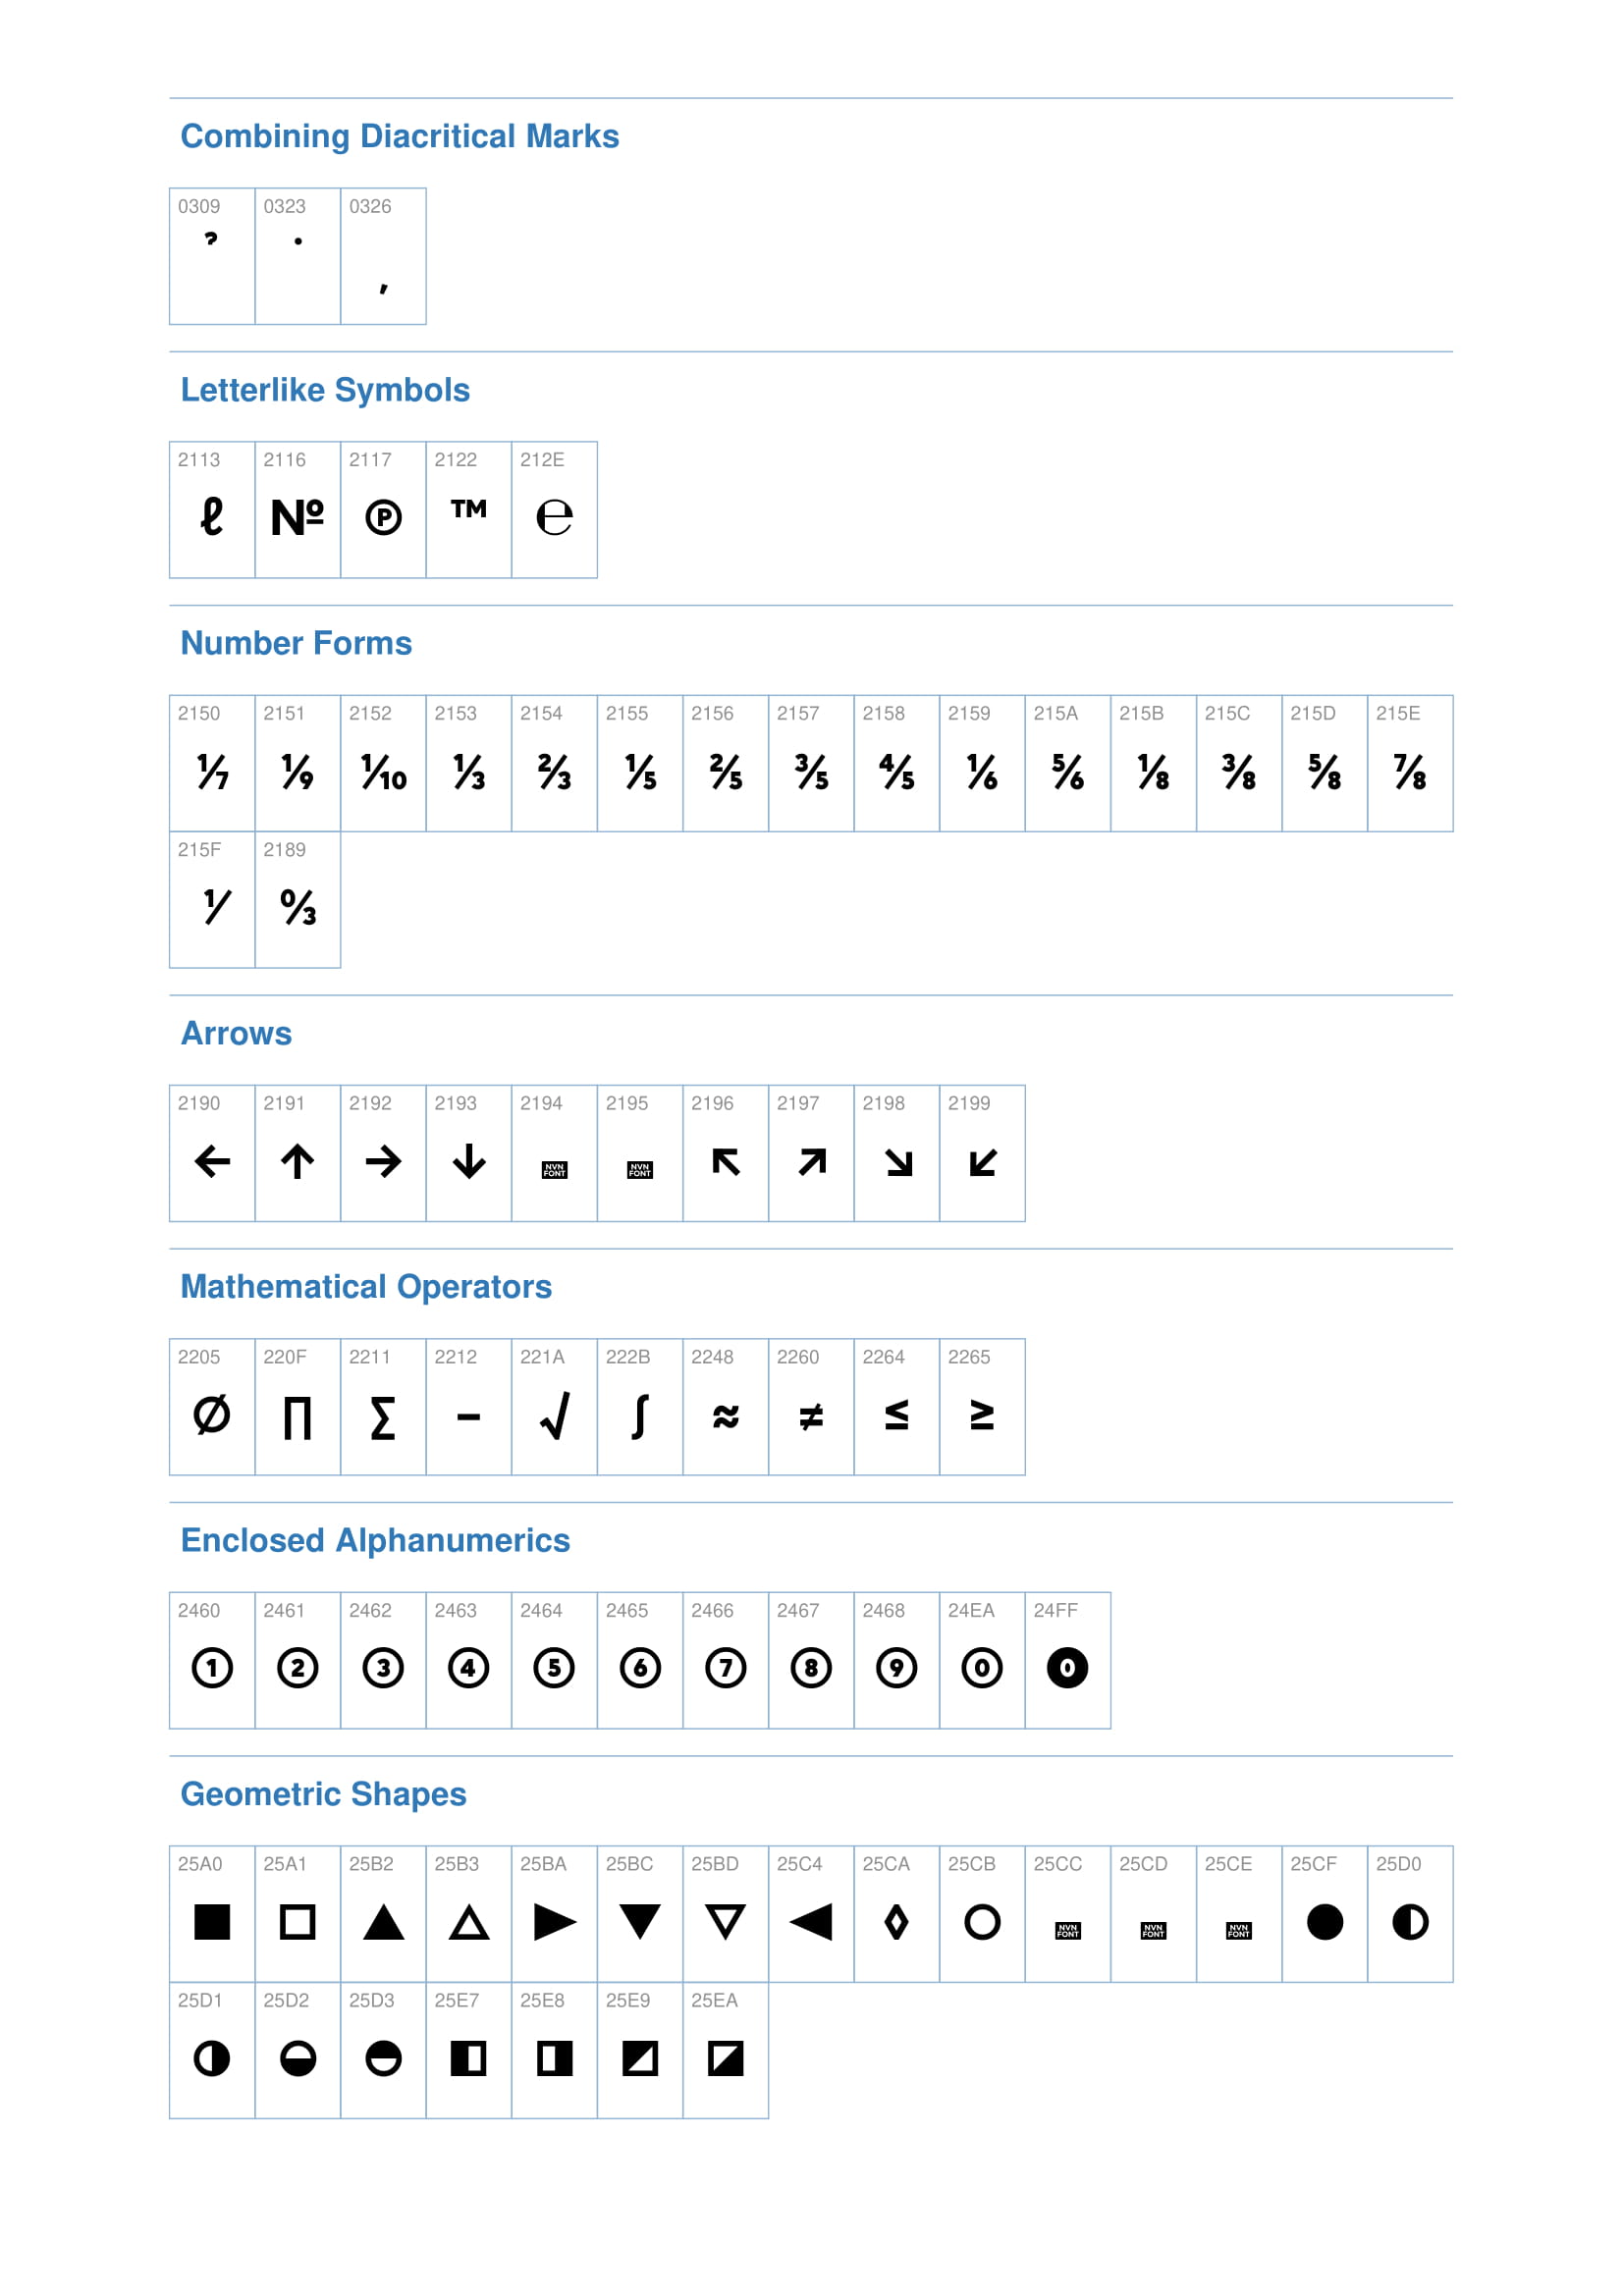 Combining Diacritical Marks
0309 0323 0326
̉ ̣ ̦
Letterlike Symbols
2113 2116 2117 2122 212E
ℓ № ℗ ™ ℮
Number Forms
2150 2151 2152 2153 2154 2155 2156 2157 2158 2159 215A 215B 215C 215D 215E
⅐ ⅑ ⅒ ⅓ ⅔ ⅕ ⅖ ⅗ ⅘ ⅙ ⅚ ⅛ ⅜ ⅝ ⅞
215F 2189
⅟ ↉
Arrows
2190 2191 2192 2193 2194 2195 2196 2197 2198 2199
← ↑ → ↓ NVN FONT NVN FONT ↖ ↗ ↘ ↙
Mathematical Operators
2205 220F 2211 2212 221A 222B 2248 2260 2264 2265
∅ ∏ ∑ − √ ∫ ≈ ≠ ≤ ≥
Enclosed Alphanumerics
2460 2461 2462 2463 2464 2465 2466 2467 2468 24EA 24FF
① ② ③ ④ ⑤ ⑥ ⑦ ⑧ ⑨ ⓪ ⓿
Geometric Shapes
25A0 25A1 25B2 25B3 25BA 25BC 25BD 25C4 25CA 25CB 25CC 25CD 25CE 25CF 25D0
■ □ ▲ △ ► ▼ ▽ ◄ ◊ ○ NVN FONT NVN FONT NVN FONT ● ◐
25D1 25D2 25D3 25E7 25E8 25E9 25EA
◑ ◒ ◓ ◧ ◨ ◩ ◪